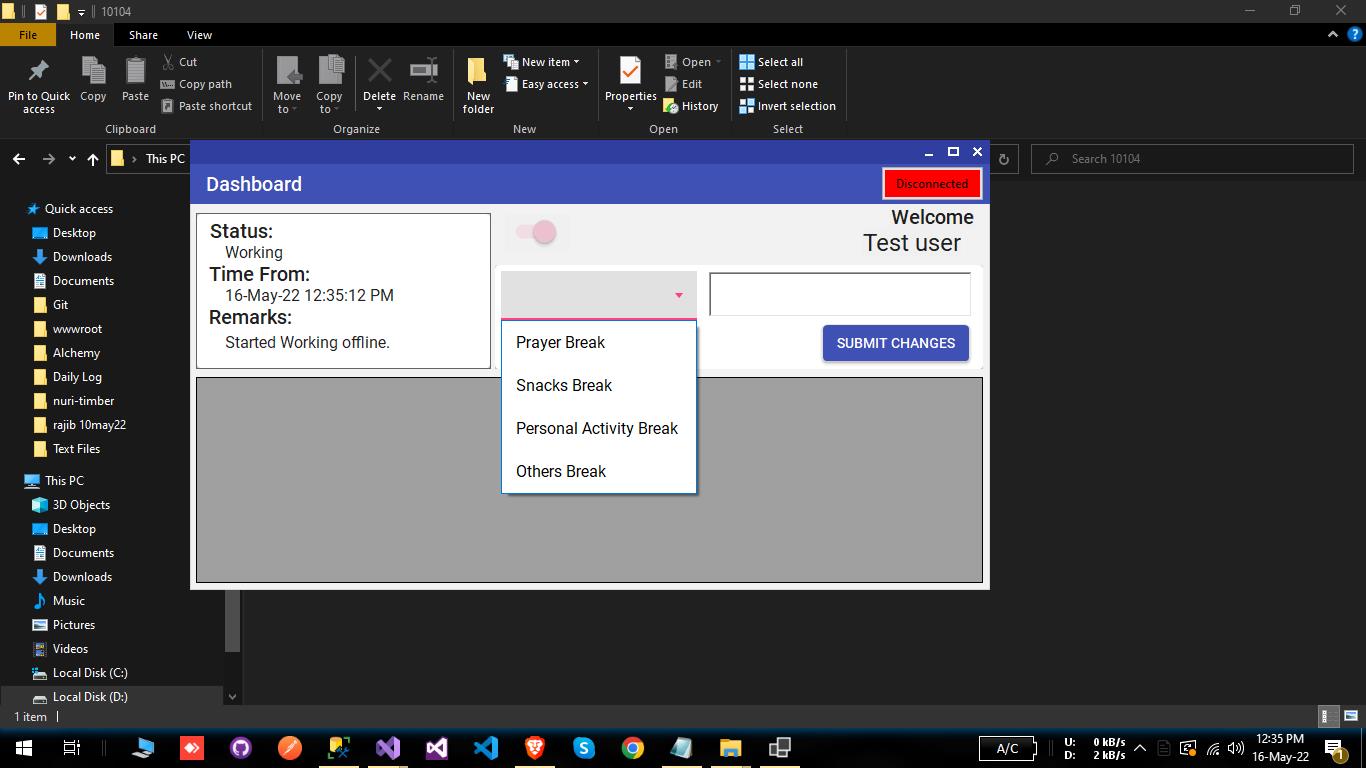 10104
File
Home
Share
View
Pin to Quick access
Copy
Paste
Cut
Copy path
Paste shortcut
Clipboard
Move to
Copy to
Delete
Rename
Organize
New folder
New item
Easy access
New
Properties
Open
Edit
History
Open
Select all
Select none
Invert selection
Select
This PC
Search 10104
Quick access
Desktop
Downloads
Documents
Git
wwwroot
Alchemy
Daily Log
nuri-timber
rajib 10may22
Text Files
This PC
3D Objects
Desktop
Documents
Downloads
Music
Pictures
Videos
Local Disk (C:)
Local Disk (D:)
1 item
Dashboard
Disconnected
Status:
Working
Time From:
16-May-22 12:35:12 PM
Remarks:
Started Working offline.
Welcome
Test user
Prayer Break
Snacks Break
Personal Activity Break
Others Break
SUBMIT CHANGES
A/C
U: 0 kB/s
D: 2 kB/s
12:35 PM
16-May-22
1